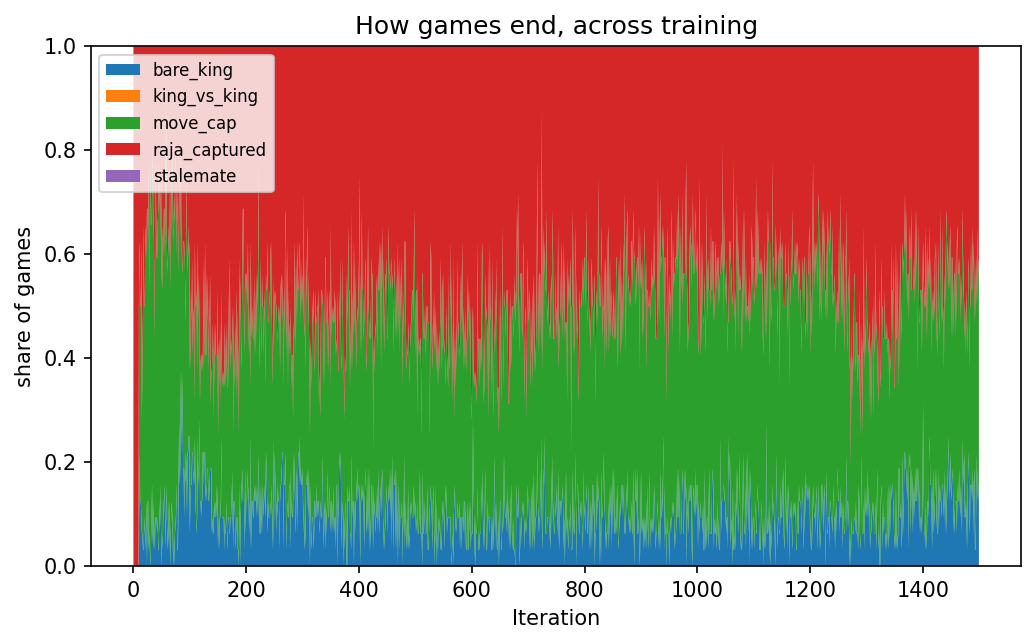 How games end, across training
1.0
0.8
0.6
0.4
0.2
0.0
share of games
bare_king
king_vs_king
move_cap
raja_captured
stalemate
0 200 400 600 800 1000 1200 1400
Iteration